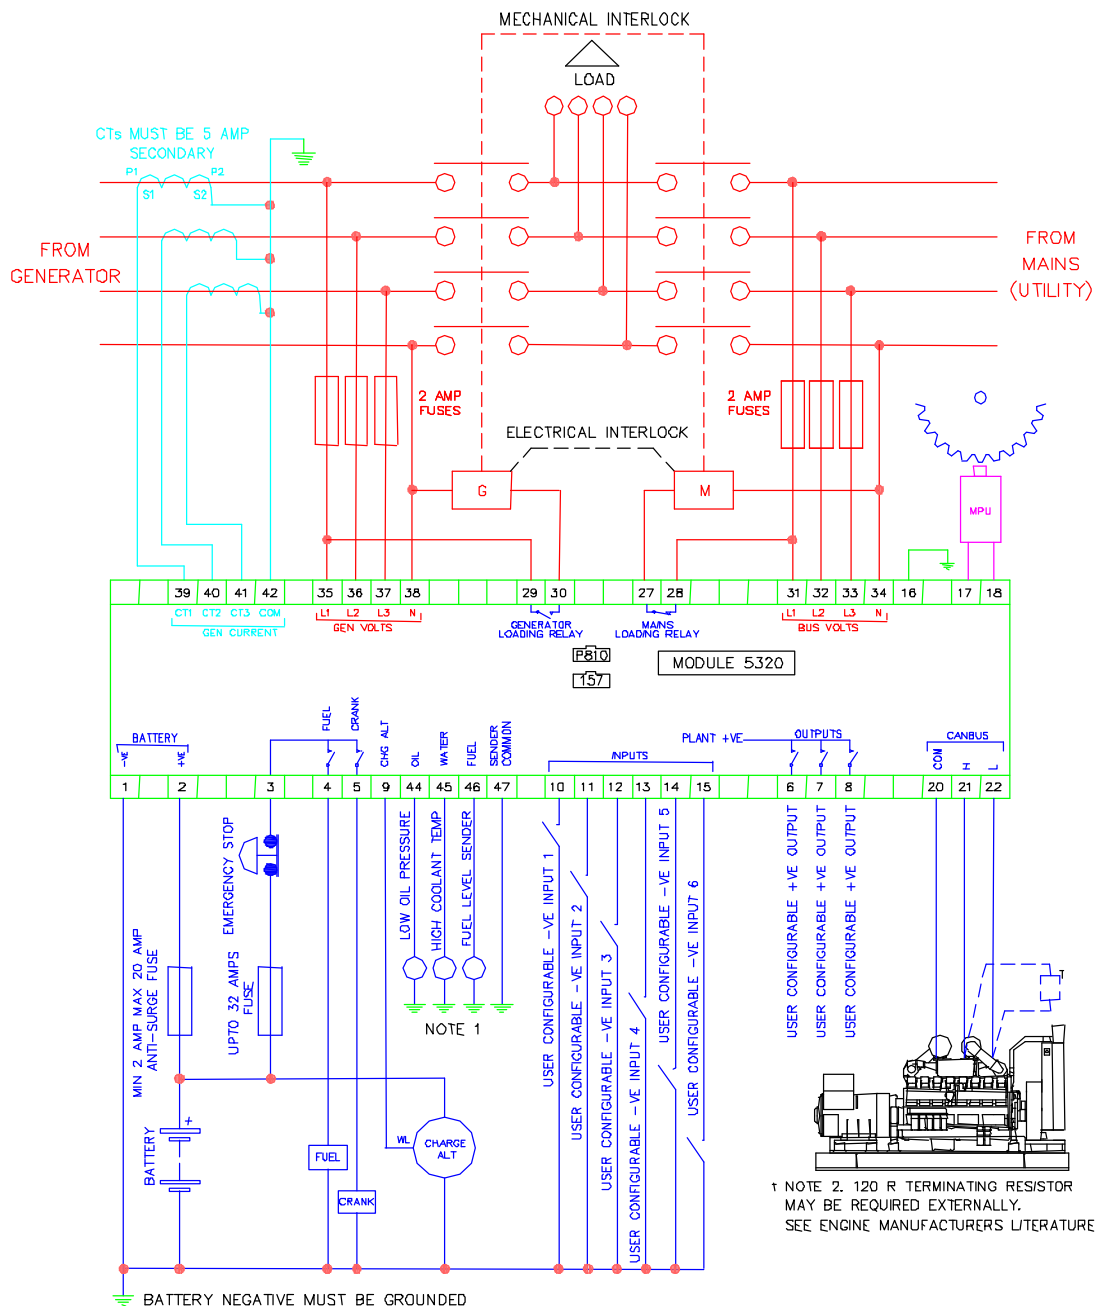 MECHANICAL INTERLOCK
LOAD
CTs MUST BE 5 AMP
SECONDARY
P1
P2
S1
S2
FROM
GENERATOR
FROM
MAINS
(UTILITY)
2 AMP
FUSES
2 AMP
FUSES
ELECTRICAL INTERLOCK
G
M
MPU
39
40
41
42
35
36
37
38
29
30
27
28
31
32
33
34
16
17
18
CT1
CT2
CT3
COM
GEN CURRENT
L1
L2
L3
N
GEN VOLTS
GENERATOR
LOADING RELAY
MAINS
LOADING RELAY
L1
L2
L3
N
BUS VOLTS
P810
157
MODULE 5320
BATTERY
-VE
+VE
FUEL
CRANK
CHG ALT
OIL
WATER
FUEL
SENDER
COMMON
INPUTS
PLANT +VE
OUTPUTS
CANBUS
COM
H
L
1
2
3
4
5
9
44
45
46
47
10
11
12
13
14
15
6
7
8
20
21
22
MIN 2 AMP MAX 20 AMP
ANTI-SURGE FUSE
EMERGENCY STOP
UPTO 32 AMPS
FUSE
LOW OIL PRESSURE
HIGH COOLANT TEMP
FUEL LEVEL SENDER
NOTE 1
USER CONFIGURABLE -VE INPUT 1
USER CONFIGURABLE -VE INPUT 2
USER CONFIGURABLE -VE INPUT 3
USER CONFIGURABLE -VE INPUT 4
USER CONFIGURABLE -VE INPUT 5
USER CONFIGURABLE -VE INPUT 6
USER CONFIGURABLE +VE OUTPUT
USER CONFIGURABLE +VE OUTPUT
USER CONFIGURABLE +VE OUTPUT
†
BATTERY
+
FUEL
CRANK
WL
CHARGE
ALT
† NOTE 2. 120 R TERMINATING RESISTOR
MAY BE REQUIRED EXTERNALLY.
SEE ENGINE MANUFACTURERS LITERATURE
BATTERY NEGATIVE MUST BE GROUNDED